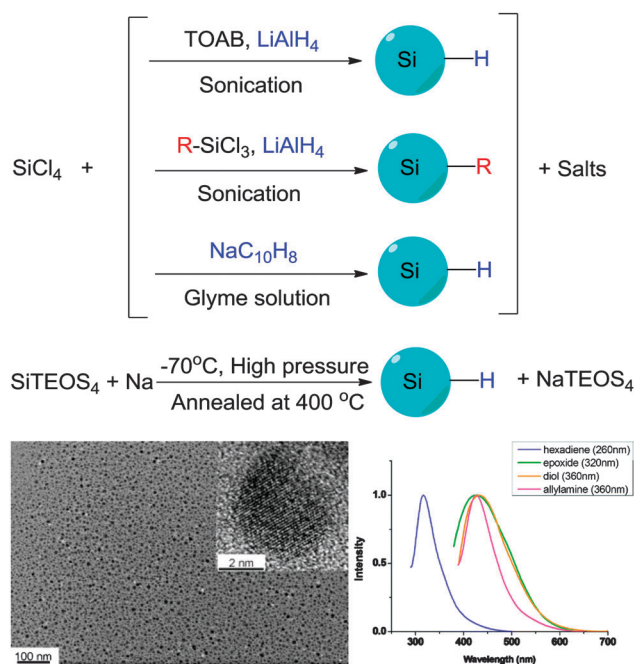 TOAB, LiAlH₄
Si
H
Sonication
SiCl₄ +
R-SiCl₃, LiAlH₄
Si
R
+ Salts
Sonication
NaC₁₀H₈
Si
H
Glyme solution
SiTEOS₄ + Na
-70°C, High pressure
Si
H
+ NaTEOS₄
Annealed at 400 °C
2 nm
100 nm
hexadiene (260nm)
epoxide (320nm)
diol (360nm)
allylamine (360nm)
Intensity
1.0
0.5
0.0
300 400 500 600 700
Wavelength (nm)